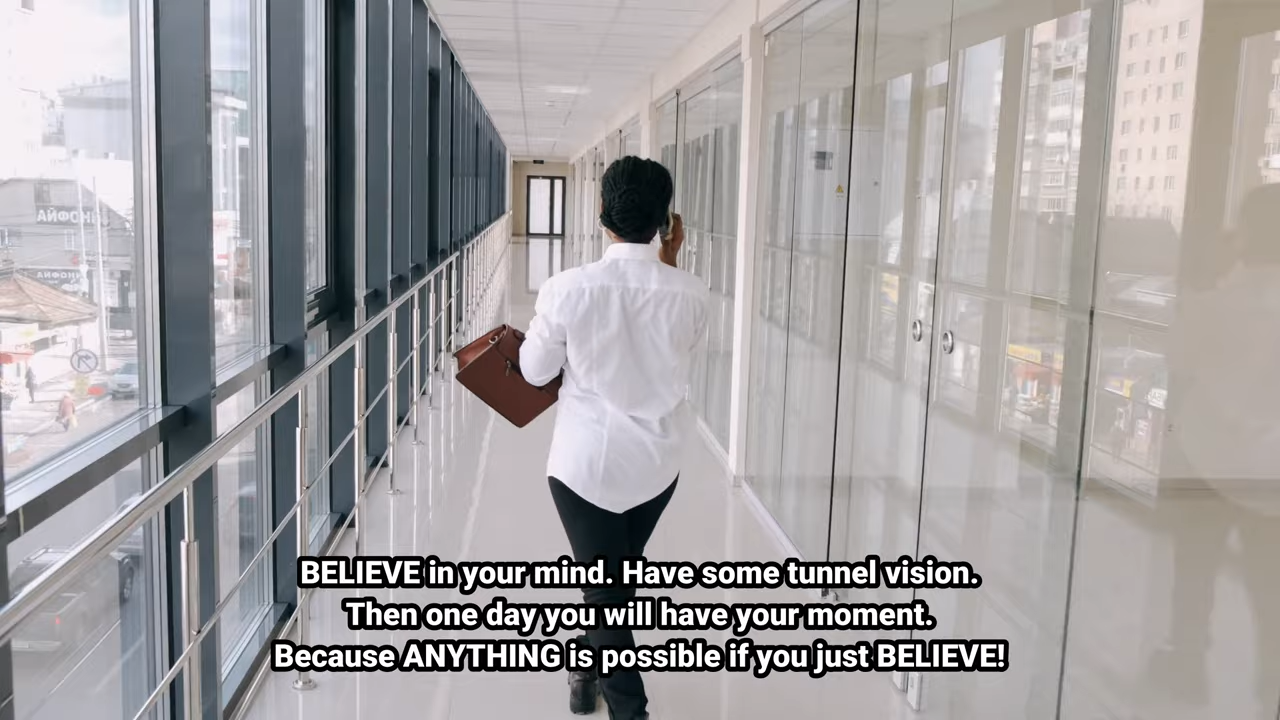 АЙФОНЫ
BELIEVE in your mind. Have some tunnel vision.
Then one day you will have your moment.
Because ANYTHING is possible if you just BELIEVE!